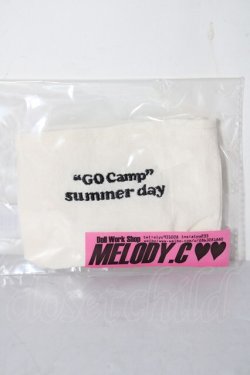 “GO Camp”
summer day
Doll Work Shop
MELODY.C ♥♥